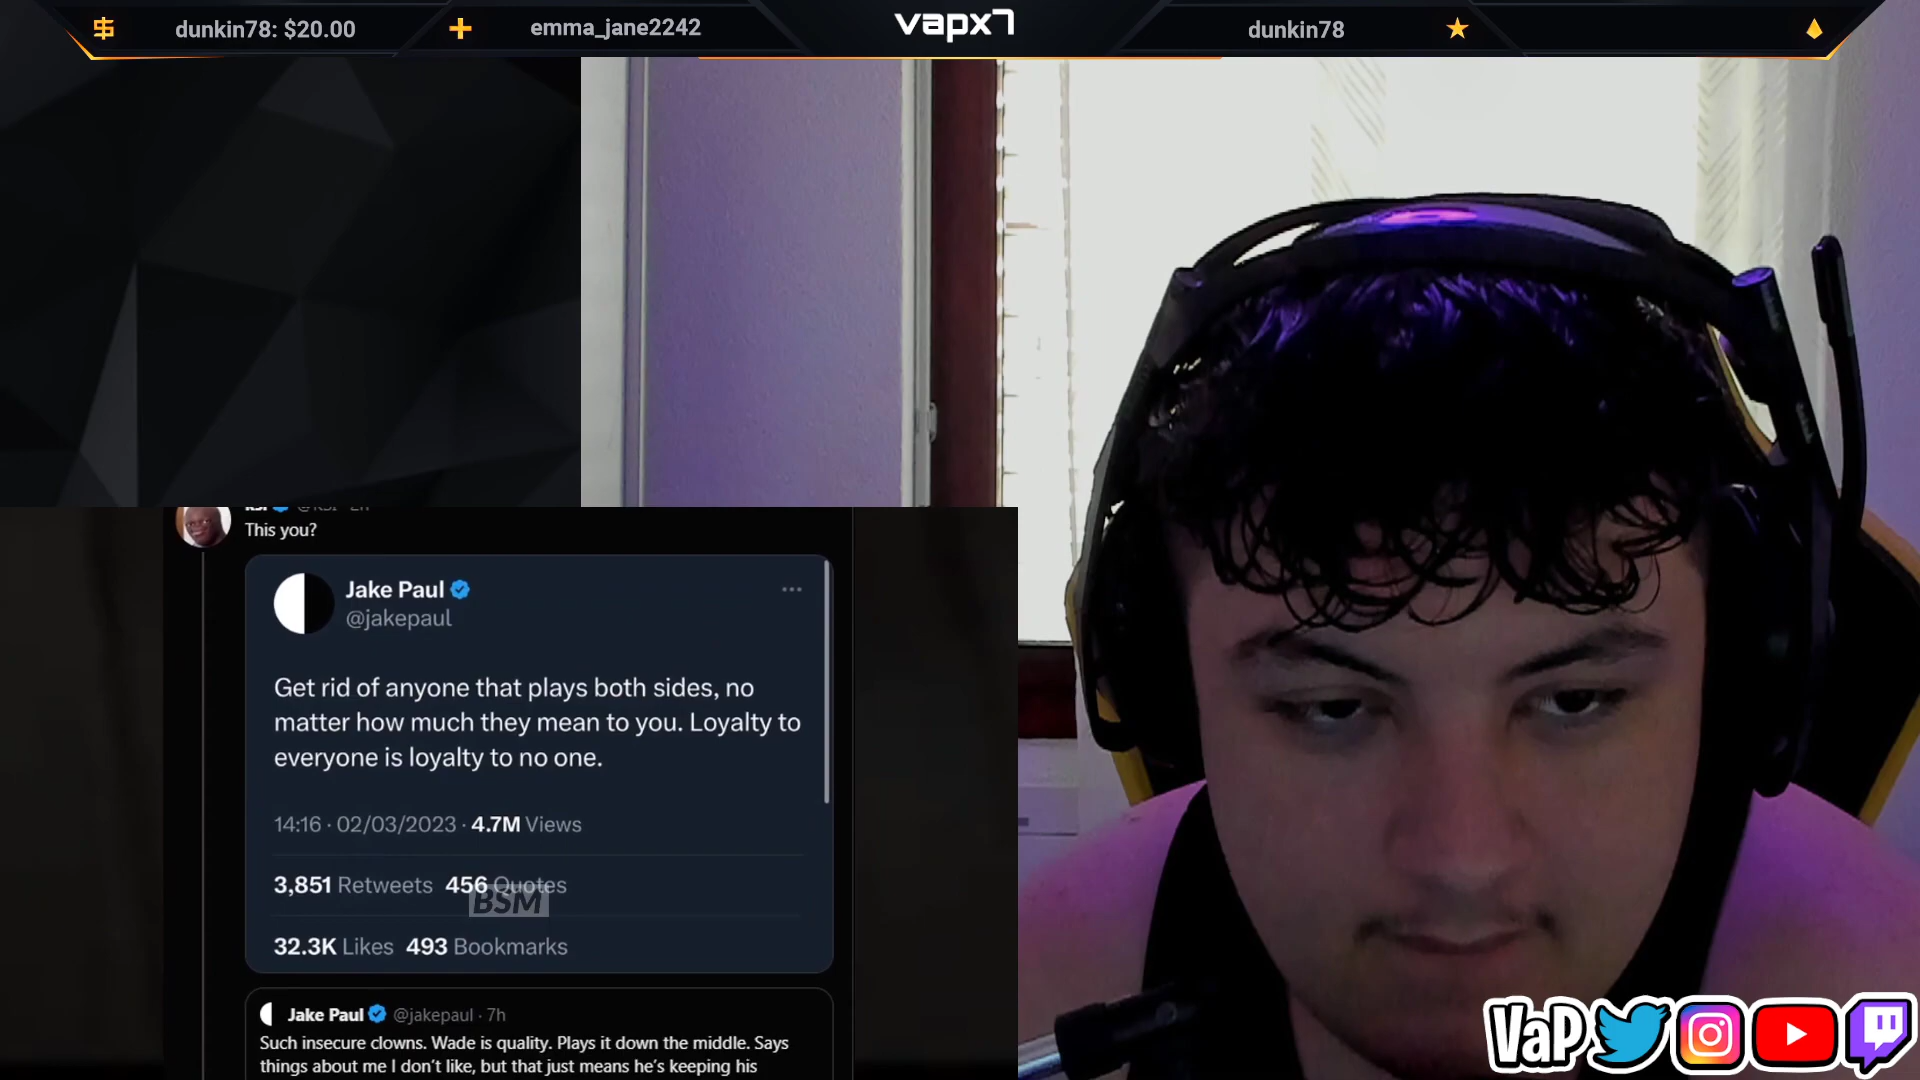 dunkin78: $20.00
emma_jane2242
vapx7
dunkin78
This you?
Jake Paul
@jakepaul
Get rid of anyone that plays both sides, no
matter how much they mean to you. Loyalty to
everyone is loyalty to no one.
14:16 · 02/03/2023 · 4.7M Views
3,851 Retweets 456 Quotes
BSM
32.3K Likes 493 Bookmarks
Jake Paul @jakepaul · 7h
Such insecure clowns. Wade is quality. Plays it down the middle. Says
things about me I don't like, but that just means he's keeping his
VaP